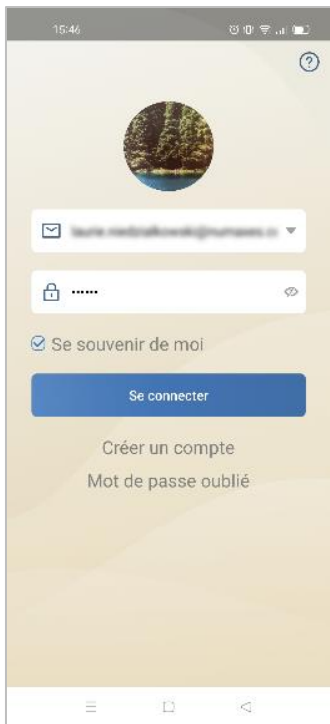 15:46
Se souvenir de moi
Se connecter
Créer un compte
Mot de passe oublié